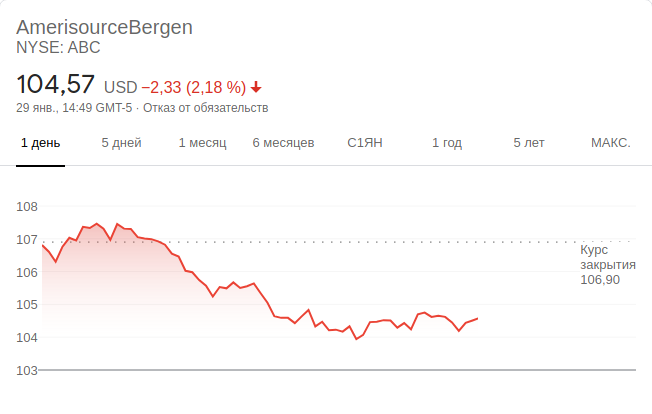 AmerisourceBergen
NYSE: ABC
104,57 USD −2,33 (2,18 %)
29 янв., 14:49 GMT-5 · Отказ от обязательств
1 день 5 дней 1 месяц 6 месяцев С1ЯН 1 год 5 лет МАКС.
108
107
Курс
закрытия
106,90
106
105
104
103